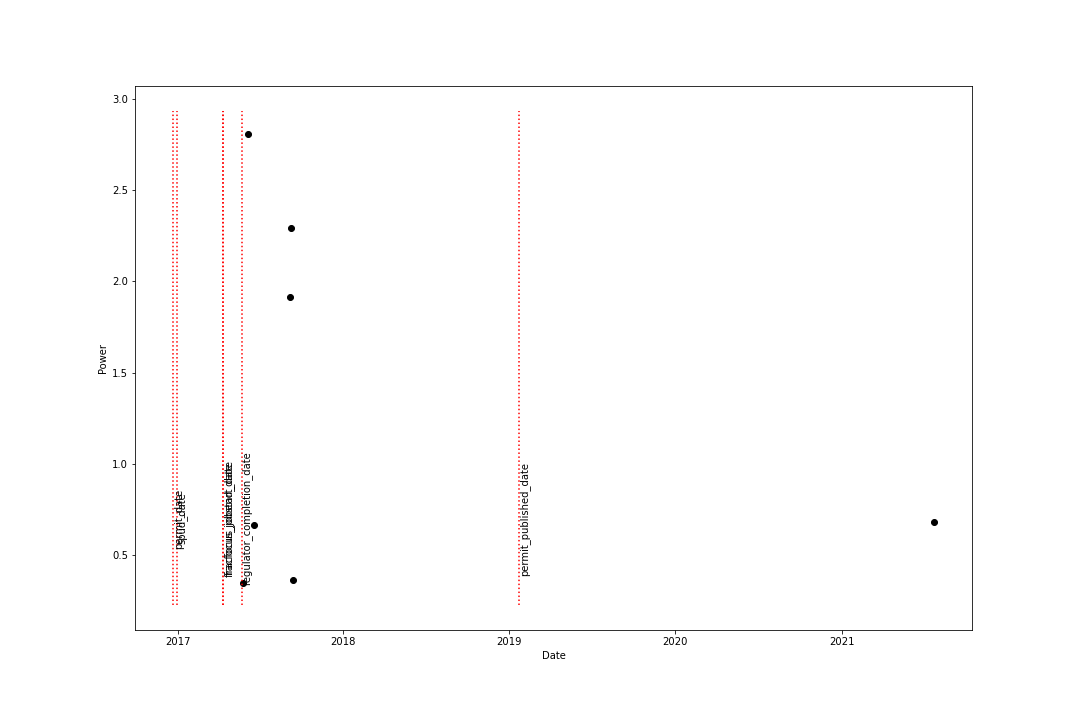 3.0
2.5
2.0
1.5
1.0
0.5
Power
permit_date
spud_date
regulator_completion_date
permit_published_date
2017
2018
2019
2020
2021
Date